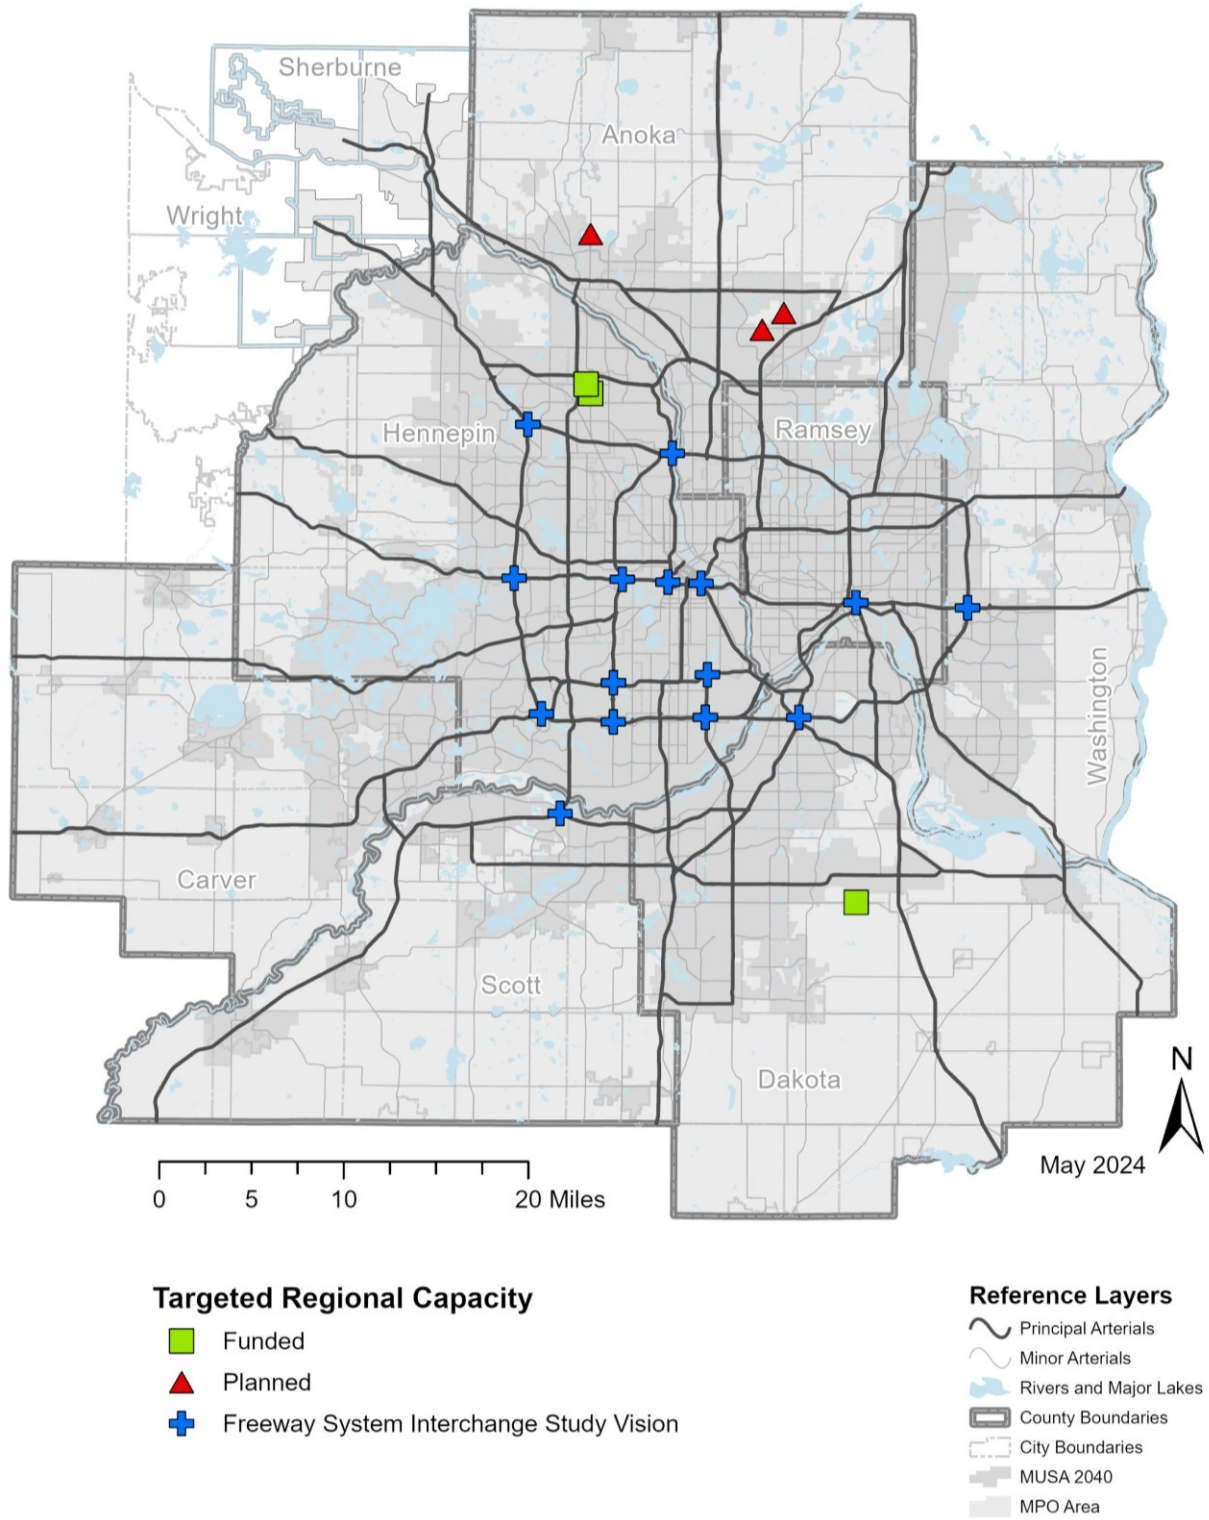 Sherburne
Anoka
Wright
Hennepin
Ramsey
Washington
Carver
Scott
Dakota
N
May 2024
0 5 10 20 Miles
Targeted Regional Capacity
Funded
Planned
Freeway System Interchange Study Vision
Reference Layers
Principal Arterials
Minor Arterials
Rivers and Major Lakes
County Boundaries
City Boundaries
MUSA 2040
MPO Area